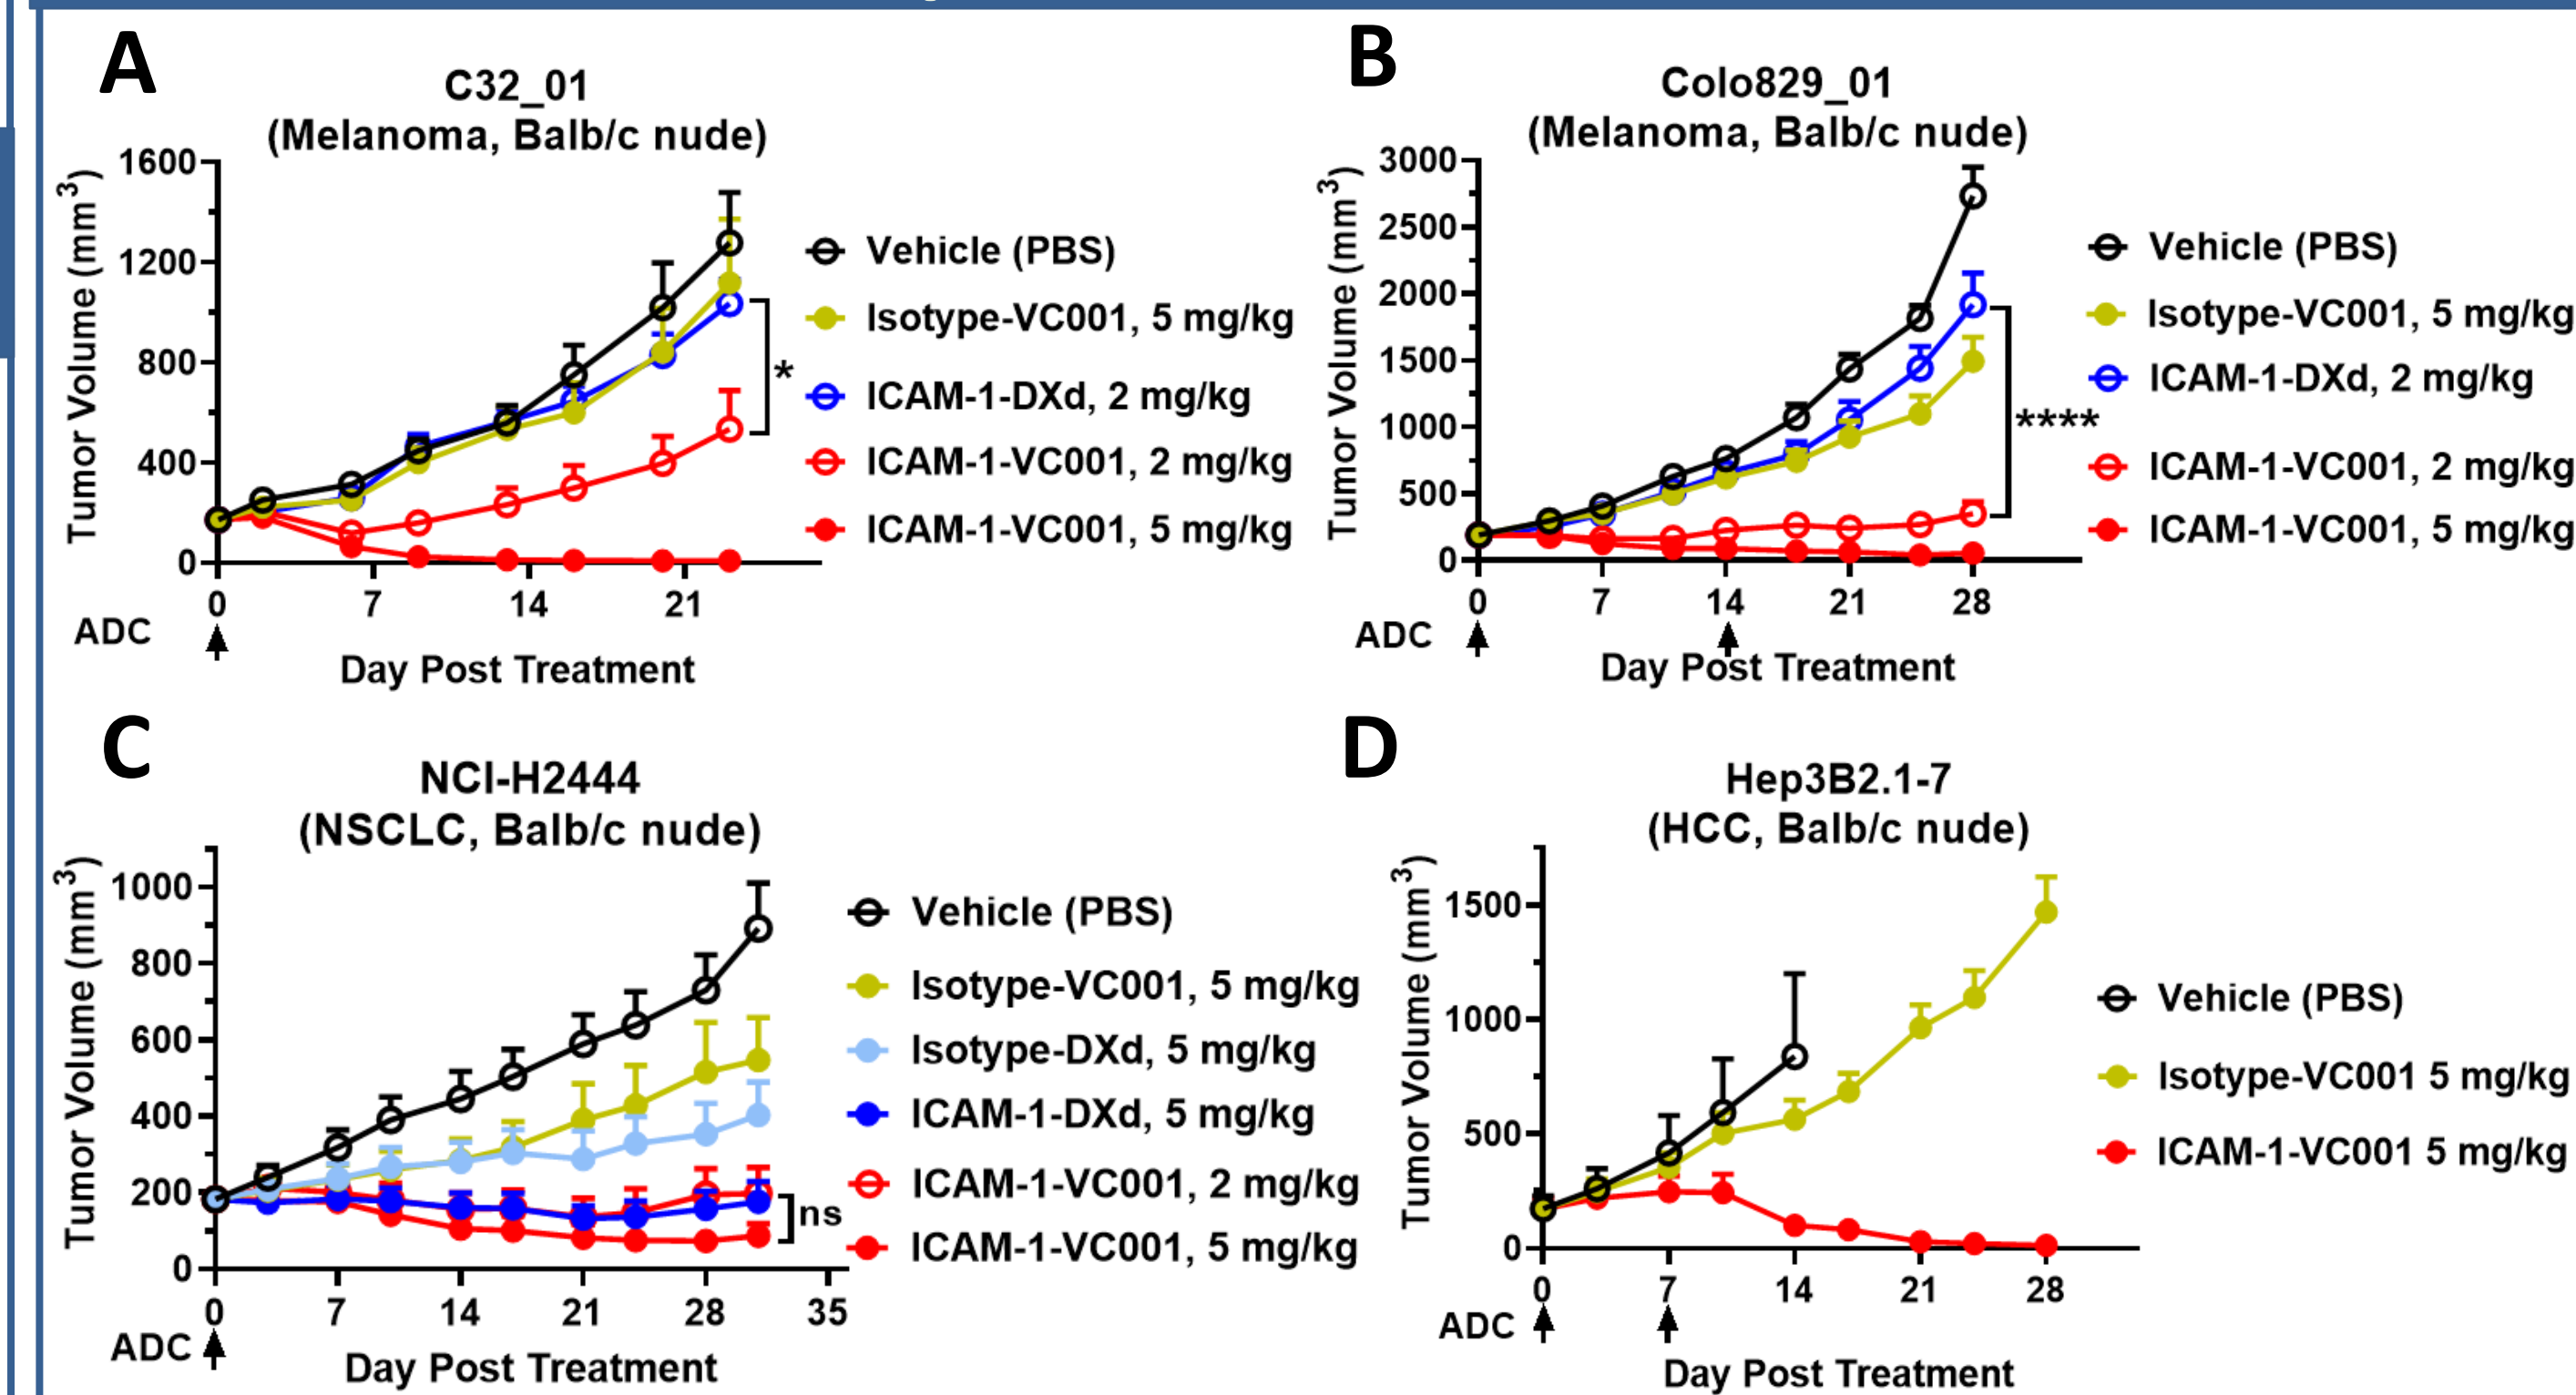 A
C32_01
(Melanoma, Balb/c nude)
Tumor Volume (mm³)
1600
1200
800
400
0
0 7 14 21
ADC
Day Post Treatment
Vehicle (PBS)
Isotype-VC001, 5 mg/kg
ICAM-1-DXd, 2 mg/kg
ICAM-1-VC001, 2 mg/kg
ICAM-1-VC001, 5 mg/kg
*
B
Colo829_01
(Melanoma, Balb/c nude)
Tumor Volume (mm³)
3000
2500
2000
1500
1000
500
0
0 7 14 21 28
ADC
Day Post Treatment
Vehicle (PBS)
Isotype-VC001, 5 mg/kg
ICAM-1-DXd, 2 mg/kg
ICAM-1-VC001, 2 mg/kg
ICAM-1-VC001, 5 mg/kg
****
C
NCI-H2444
(NSCLC, Balb/c nude)
Tumor Volume (mm³)
1000
800
600
400
200
0
0 7 14 21 28 35
ADC
Day Post Treatment
Vehicle (PBS)
Isotype-VC001, 5 mg/kg
Isotype-DXd, 5 mg/kg
ICAM-1-DXd, 5 mg/kg
ICAM-1-VC001, 2 mg/kg
ICAM-1-VC001, 5 mg/kg
ns
D
Hep3B2.1-7
(HCC, Balb/c nude)
Tumor Volume (mm³)
1500
1000
500
0
0 7 14 21 28
ADC
Day Post Treatment
Vehicle (PBS)
Isotype-VC001 5 mg/kg
ICAM-1-VC001 5 mg/kg